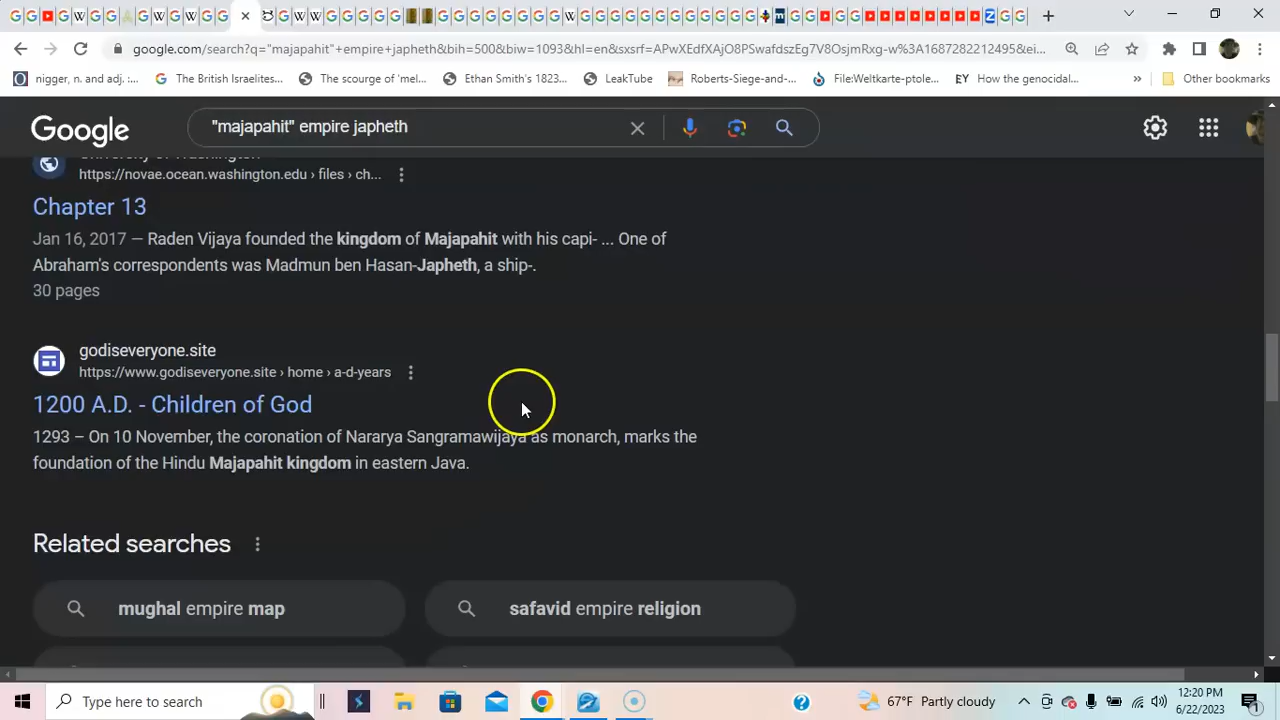 google.com/search?q="majapahit"+empire+japheth&bih=500&biw=1093&hl=en&sxsrf=APwXEdfXAjO8PSwafdszEg7V8OsjmRxg-w%3A1687282212495&ei...
nigger, n. and adj. :...
The British Israelites...
The scourge of 'mel...
Ethan Smith's 1823...
LeakTube
Roberts-Siege-and-...
File:Weltkarte-ptole...
EY
How the genocidal...
»
Other bookmarks
Google
"majapahit" empire japheth
https://novae.ocean.washington.edu › files › ch...
Chapter 13
Jan 16, 2017 — Raden Vijaya founded the kingdom of Majapahit with his capi- ... One of
Abraham's correspondents was Madmun ben Hasan-Japheth, a ship-.
30 pages
godiseveryone.site
https://www.godiseveryone.site › home › a-d-years
1200 A.D. - Children of God
1293 – On 10 November, the coronation of Nararya Sangramawijaya as monarch, marks the
foundation of the Hindu Majapahit kingdom in eastern Java.
Related searches
mughal empire map
safavid empire religion
Type here to search
67°F Partly cloudy
12:20 PM
6/22/2023